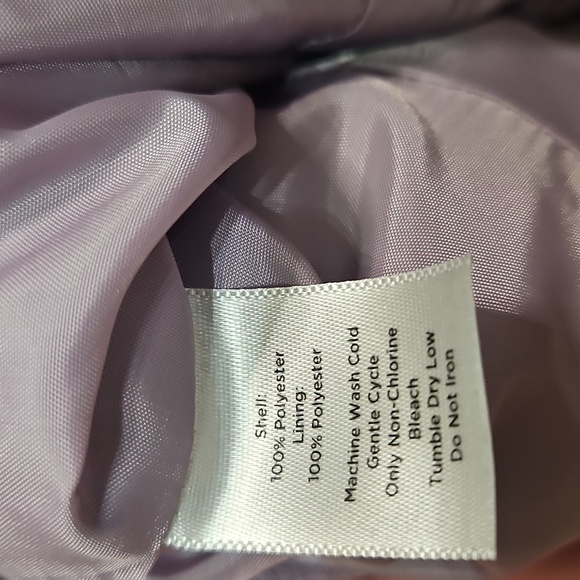 Shell:
100% Polyester
Lining:
100% Polyester
Machine Wash Cold
Gentle Cycle
Only Non-Chlorine
Bleach
Tumble Dry Low
Do Not Iron